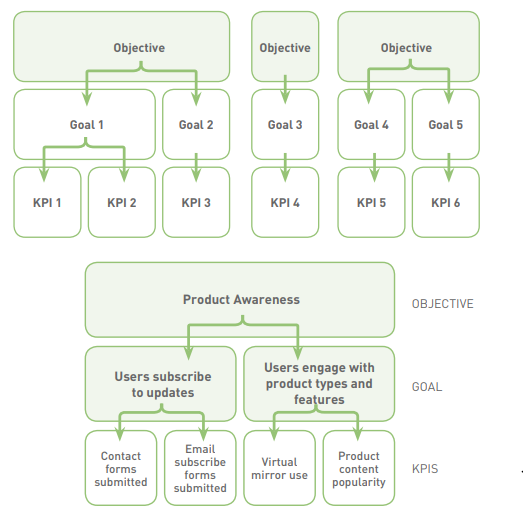 Objective Objective Objective
Goal 1 Goal 2 Goal 3 Goal 4 Goal 5
KPI 1 KPI 2 KPI 3 KPI 4 KPI 5 KPI 6
Product Awareness
OBJECTIVE
Users subscribe
to updates
Users engage with
product types and
features
GOAL
Contact
forms
submitted
Email
subscribe
forms
submitted
Virtual
mirror use
Product
content
popularity
KPIS